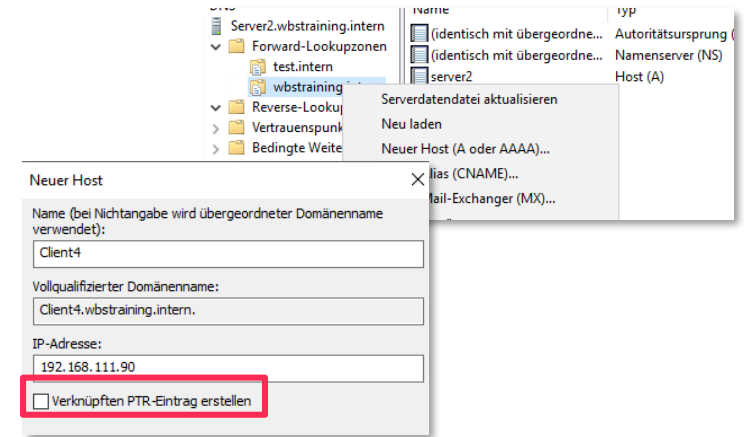 Name Typ
Server2.wbstraining.intern
(identisch mit übergeordne... Autoritätsursprung (
Forward-Lookupzonen
(identisch mit übergeordne... Namenserver (NS)
test.intern
server2 Host (A)
wbstraining
Serverdatendatei aktualisieren
Reverse-Lookup
Vertrauenspunk
Neu laden
Bedingte Weite
Neuer Host (A oder AAAA)...
lias (CNAME)...
Mail-Exchanger (MX)...
Neuer Host
Name (bei Nichtangabe wird übergeordneter Domänenname
verwendet):
Client4
Vollqualifizierter Domänenname:
Client4.wbstraining.intern.
IP-Adresse:
192.168.111.90
Verknüpften PTR-Eintrag erstellen